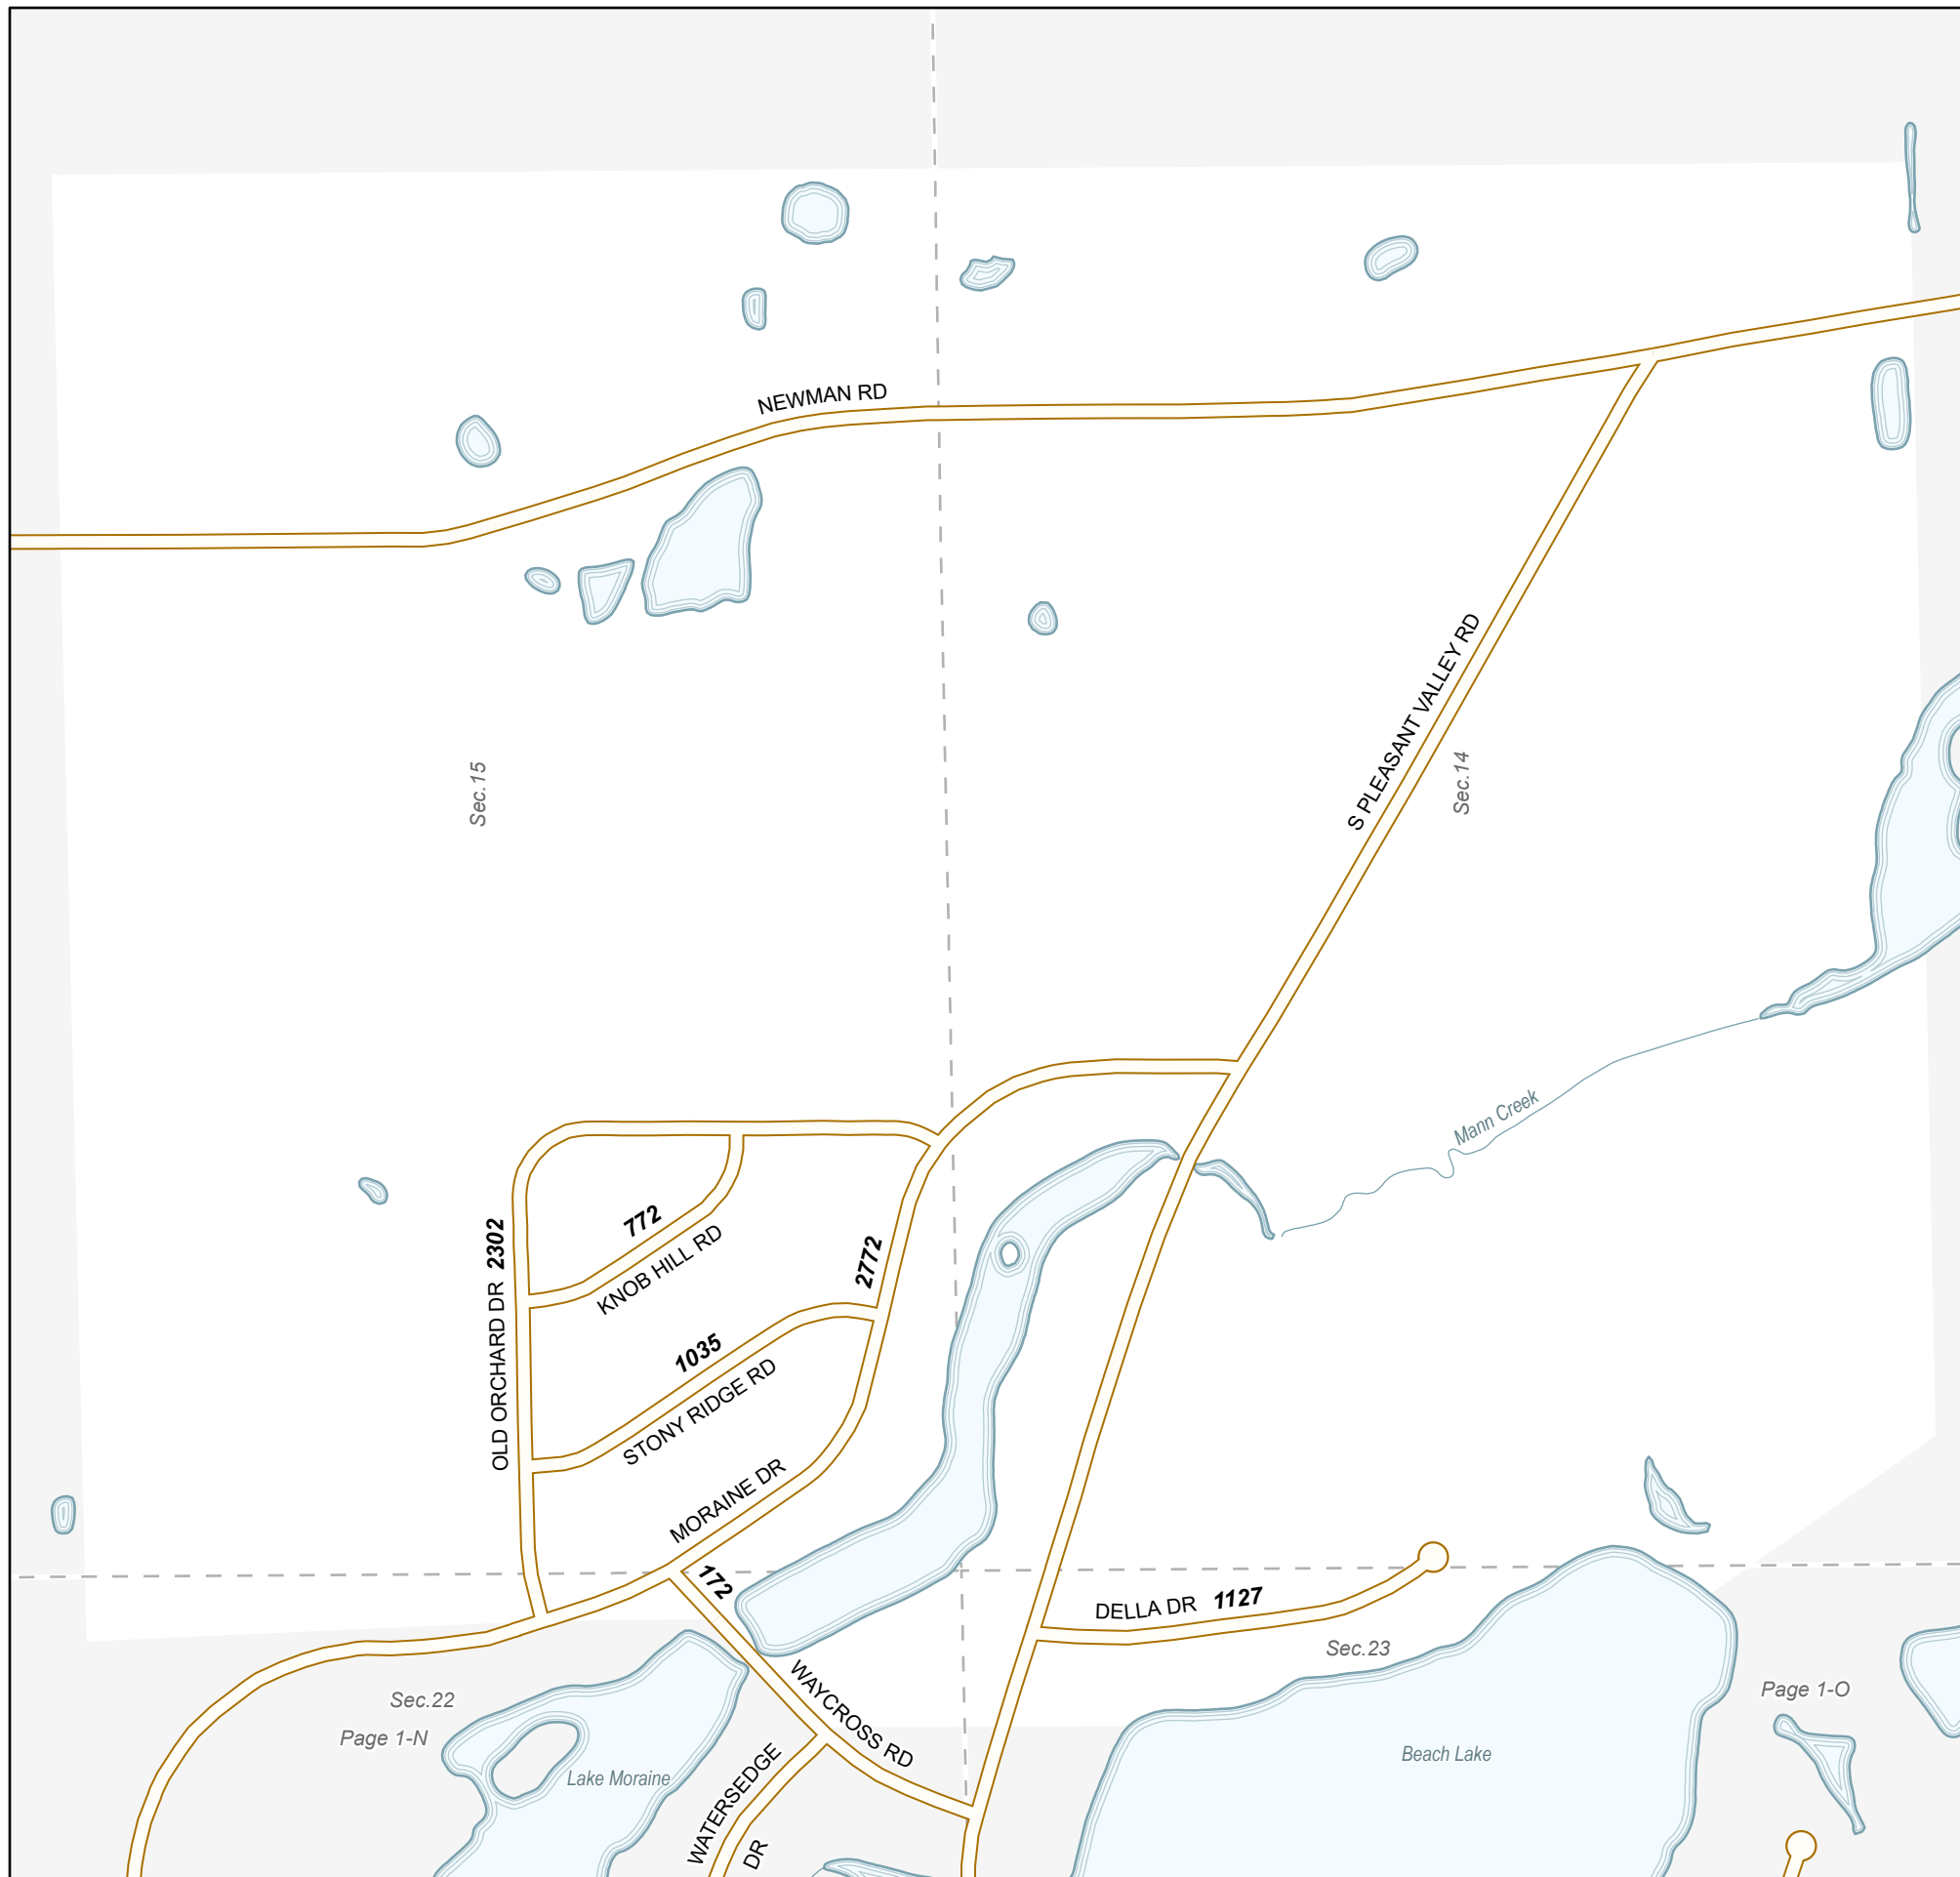 NEWMAN RD
S PLEASANT VALLEY RD
Sec.15
Sec.14
Mann Creek
OLD ORCHARD DR 2302
772
KNOB HILL RD
2772
1035
STONY RIDGE RD
MORAINE DR
172
DELLA DR 1127
WAYCROSS RD
Sec.23
Sec.22
Page 1-O
Page 1-N
Beach Lake
Lake Moraine
WATERSEDGE
DR